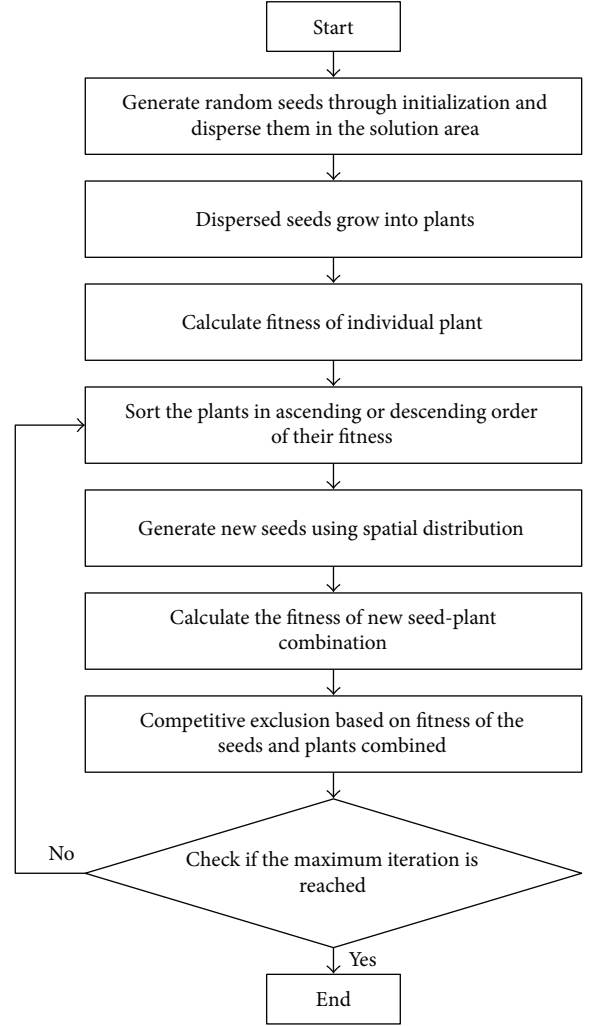 Start
Generate random seeds through initialization and
disperse them in the solution area
Dispersed seeds grow into plants
Calculate fitness of individual plant
Sort the plants in ascending or descending order
of their fitness
Generate new seeds using spatial distribution
Calculate the fitness of new seed-plant
combination
Competitive exclusion based on fitness of the
seeds and plants combined
No
Check if the maximum iteration is
reached
Yes
End